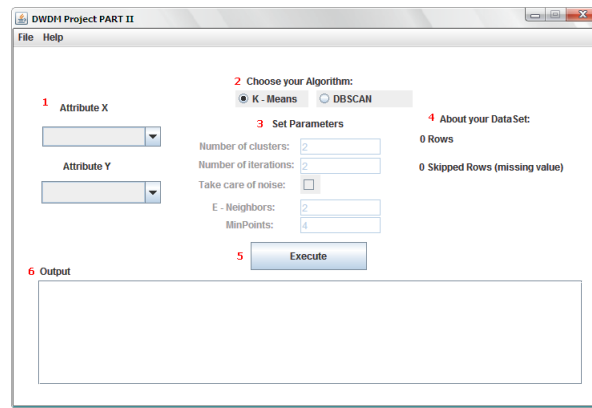 DWDM Project PART II
File Help
2 Choose your Algorithm:
K - Means
DBSCAN
1 Attribute X
3 Set Parameters
4 About your DataSet:
0 Rows
Number of clusters: 2
Attribute Y
Number of iterations: 2
0 Skipped Rows (missing value)
Take care of noise:
E - Neighbors: 2
MinPoints: 4
5 Execute
6 Output